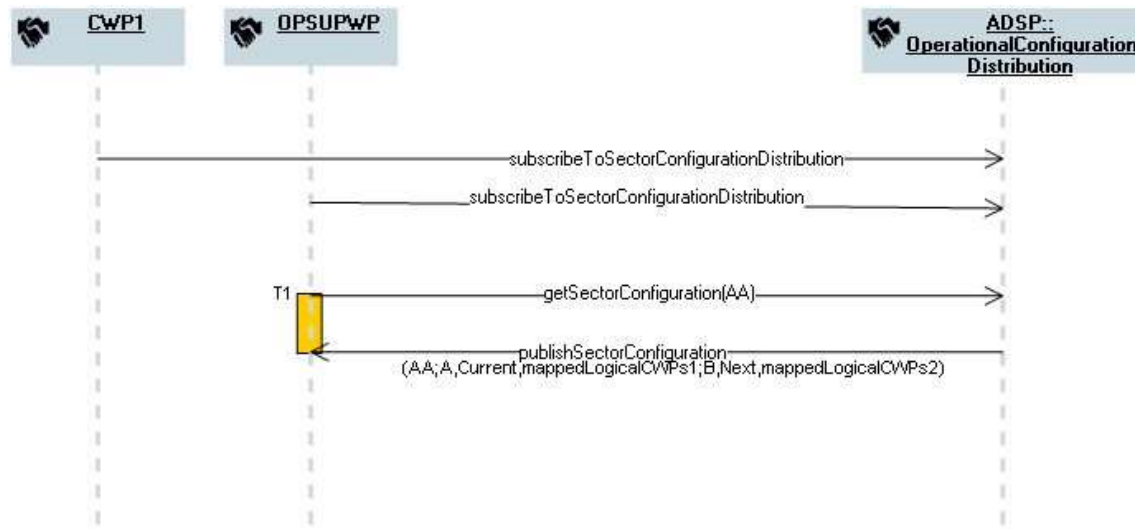 CWP1
OPSUPWP
ADSP::
OperationalConfiguration
Distribution
subscribeToSectorConfigurationDistribution
subscribeToSectorConfigurationDistribution
T1
getSectorConfiguration(AA)
publishSectorConfiguration
(AA;A,Current,mappedLogicalCWPs1;B,Next,mappedLogicalCWPs2)